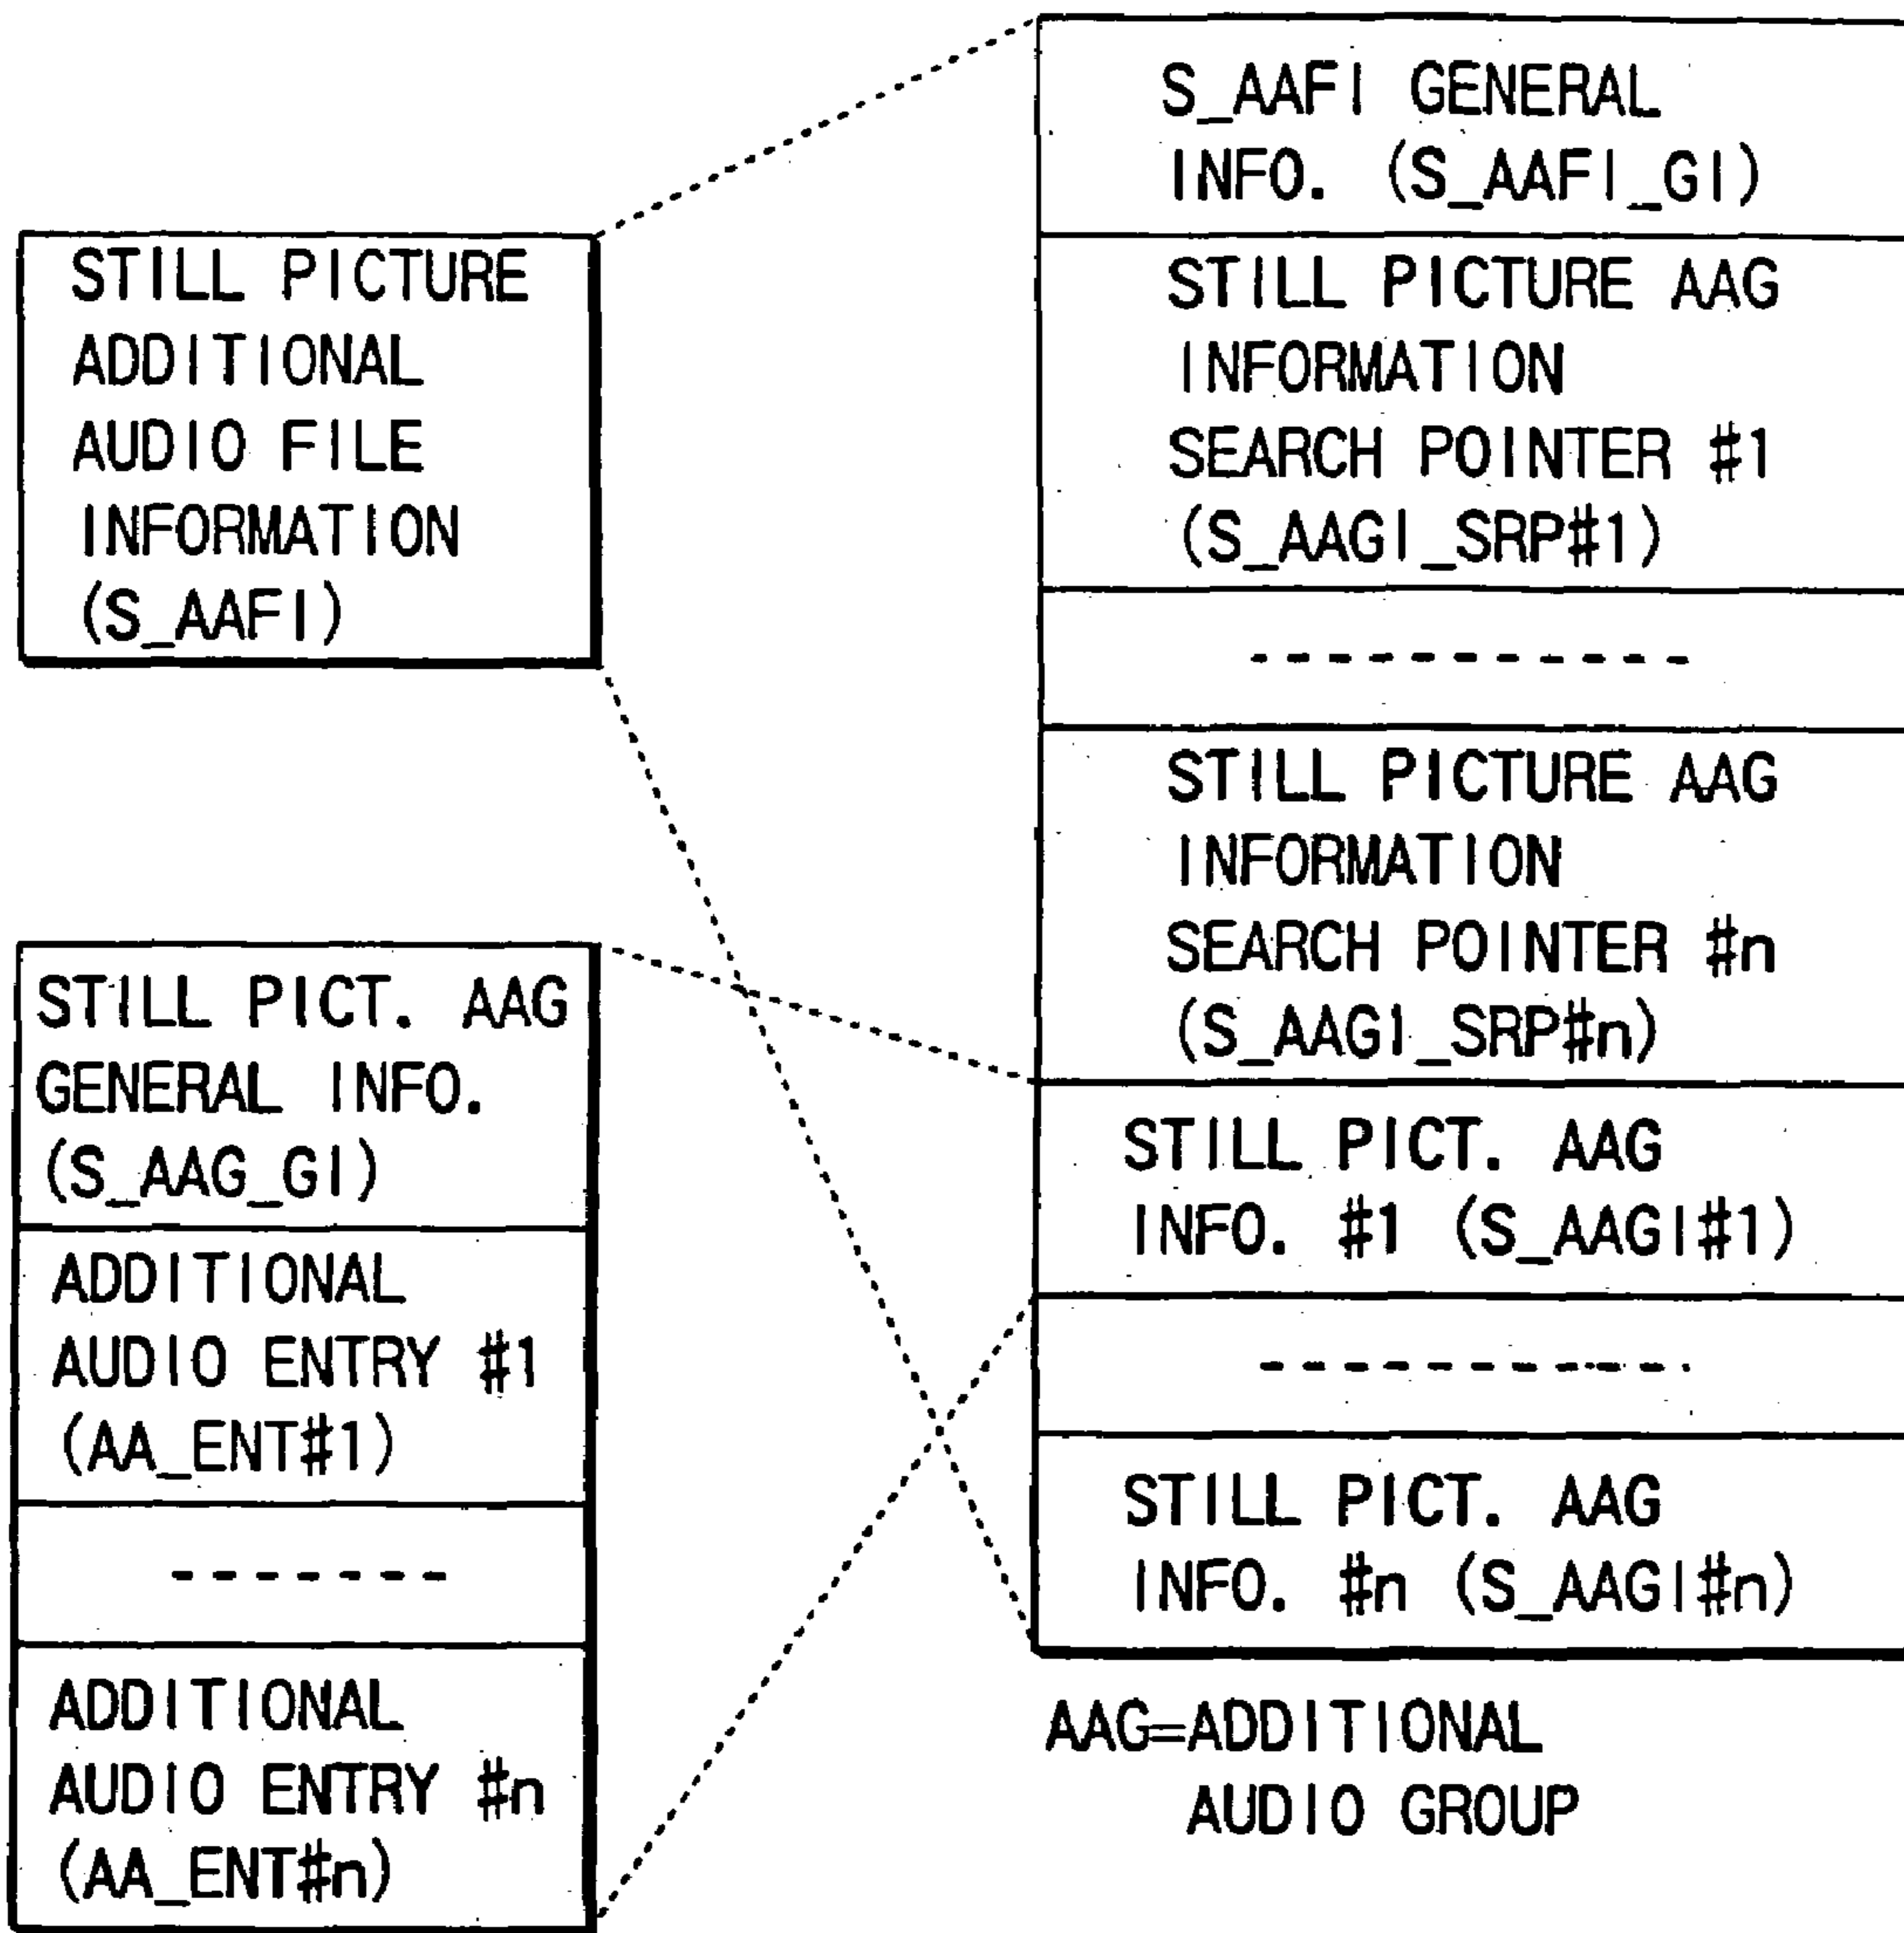 STILL PICTURE
ADDITIONAL
AUDIO FILE
INFORMATION
(S_AAFI)
S_AAFI GENERAL
INFO. (S_AAFI_GI)
STILL PICTURE AAG
INFORMATION
SEARCH POINTER #1
(S_AAGI_SRP#1)
STILL PICTURE AAG
INFORMATION
SEARCH POINTER #n
(S_AAGI_SRP#n)
STILL PICT. AAG
INFO. #1 (S_AAGI#1)
STILL PICT. AAG
INFO. #n (S_AAGI#n)
STILL PICT. AAG
GENERAL INFO.
(S_AAG_GI)
ADDITIONAL
AUDIO ENTRY #1
(AA_ENT#1)
ADDITIONAL
AUDIO ENTRY #n
(AA_ENT#n)
AAG=ADDITIONAL
AUDIO GROUP